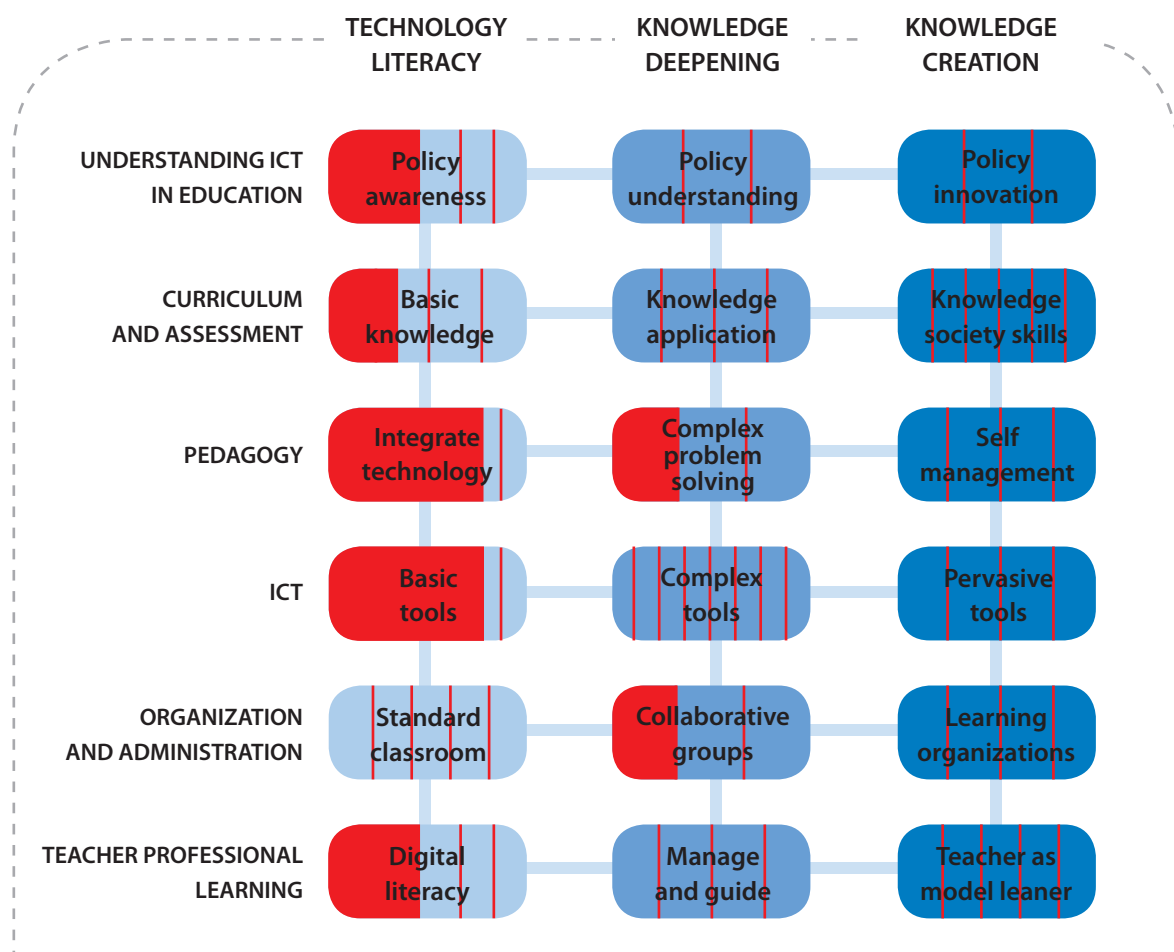 TECHNOLOGY
LITERACY
KNOWLEDGE
DEEPENING
KNOWLEDGE
CREATION
UNDERSTANDING ICT
IN EDUCATION
Policy
awareness
Policy
understanding
Policy
innovation
CURRICULUM
AND ASSESSMENT
Basic
knowledge
Knowledge
application
Knowledge
society skills
PEDAGOGY
Integrate
technology
Complex
problem
solving
Self
management
ICT
Basic
tools
Complex
tools
Pervasive
tools
ORGANIZATION
AND ADMINISTRATION
Standard
classroom
Collaborative
groups
Learning
organizations
TEACHER PROFESSIONAL
LEARNING
Digital
literacy
Manage
and guide
Teacher as
model leaner